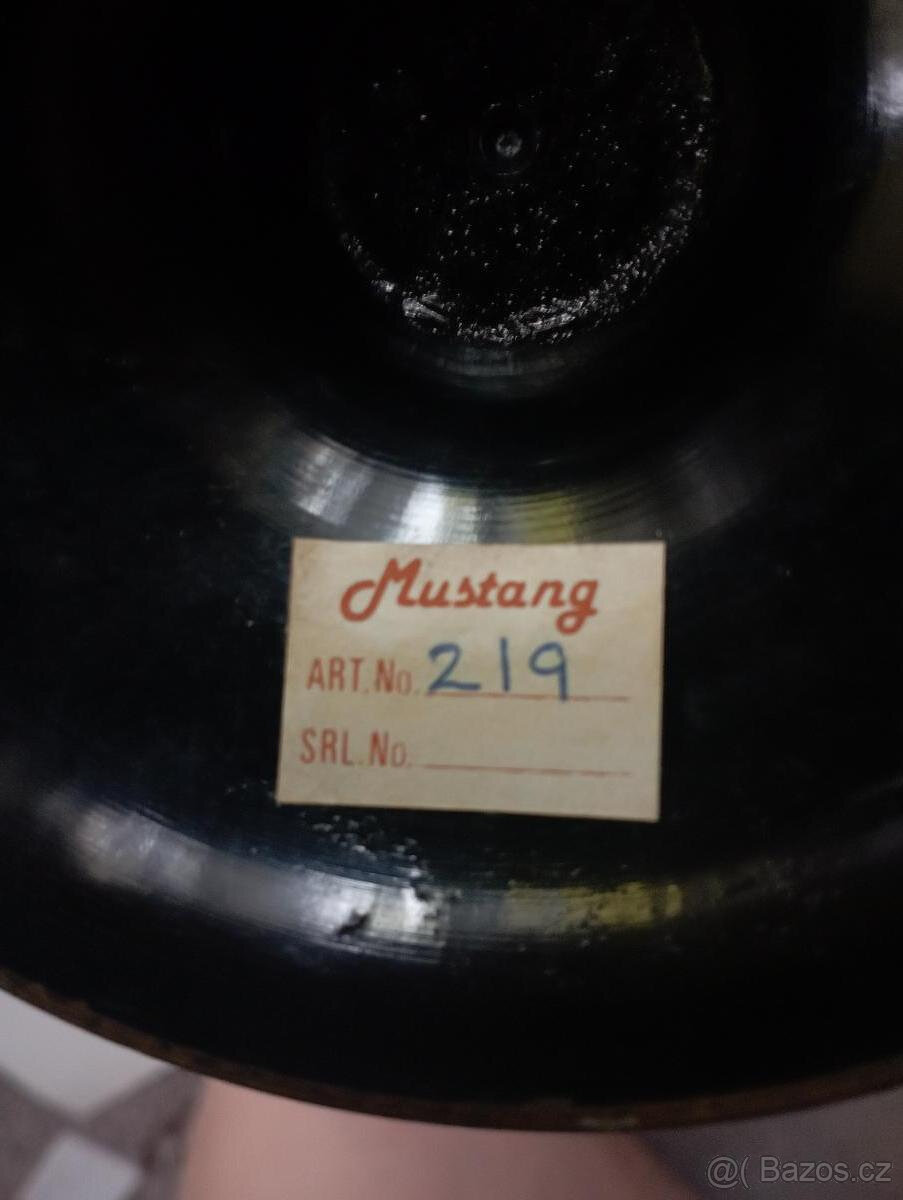 Mustang
ART. No. 219
SRL. No.
@( Bazos.cz